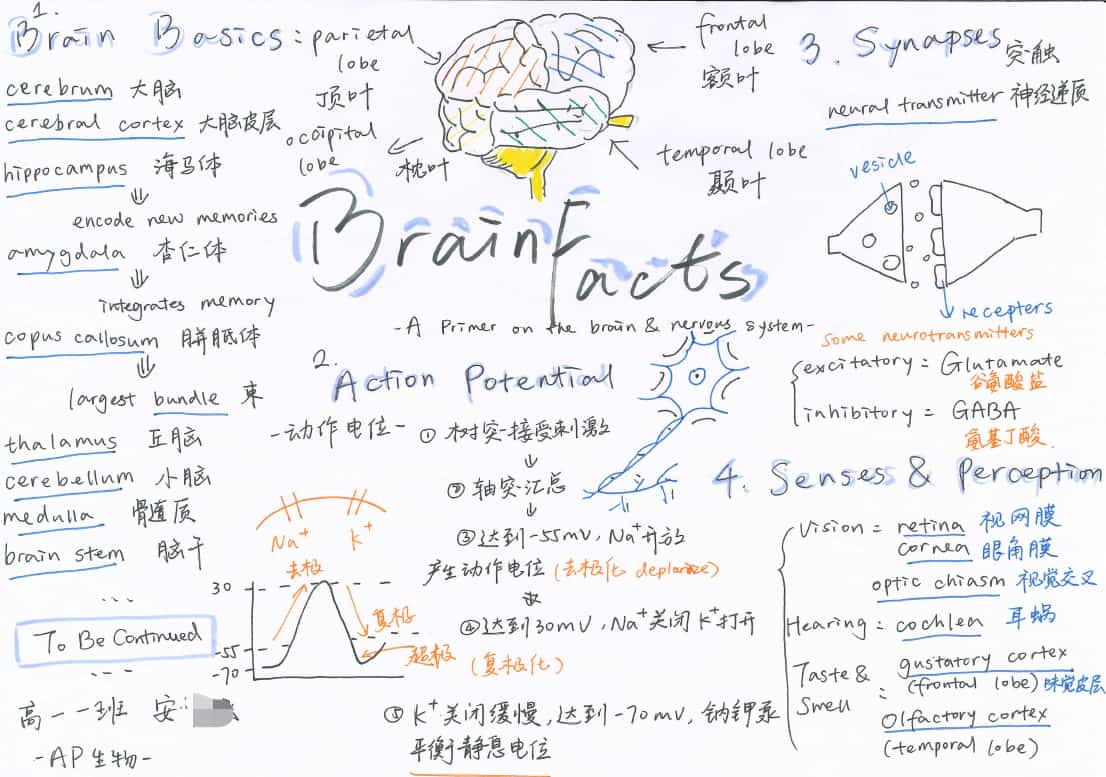 1.
Brain Basics:
cerebrum 大脑
cerebral cortex 大脑皮层
hippocampus 海马体
⇓
encode new memories
amygdala 杏仁体
⇓
integrates memory
copus callosum 胼胝体
⇓
largest bundle 束
thalamus 丘脑
cerebellum 小脑
medulla 骨髓质
brain stem 脑干
...
To Be Continued
...
高一一班 安
-AP生物-
parietal
lobe
顶叶
occipital
lobe
枕叶
frontal
lobe
额叶
temporal lobe
颞叶
Brain Facts
-A Primer on the brain & nervous system-
2.
Action Potential
-动作电位-
① 树突-接受刺激
↓
② 轴突-汇总
↓
③ 达到-55mV, Na⁺开放
产生动作电位 (去极化 deplarize)
↓
④ 达到30mV, Na⁺关闭 K⁺打开
(复极化)
⑤ K⁺关闭缓慢, 达到-70mV, 钠钾泵
平衡-静息电位
Na⁺ K⁺
去极
复极
超极
30
-55
-70
3. Synapses 突触
neural transmitter 神经递质
vesicle
recepters
some neurotransmitters
excitatory = Glutamate
谷氨酸盐
inhibitory = GABA
氨基丁酸.
4. Senses & Perception
Vision = retina 视网膜
cornea 眼角膜
optic chiasm 视觉交叉
Hearing = cochlea 耳蜗
Taste &
Smell
= gustatory cortex
(frontal lobe) 味觉皮层
Olfactory cortex
(temporal lobe)